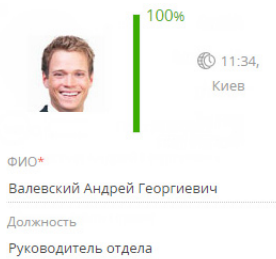 100%
11:34,
Киев
ФИО*
Валевский Андрей Георгиевич
Должность
Руководитель отдела